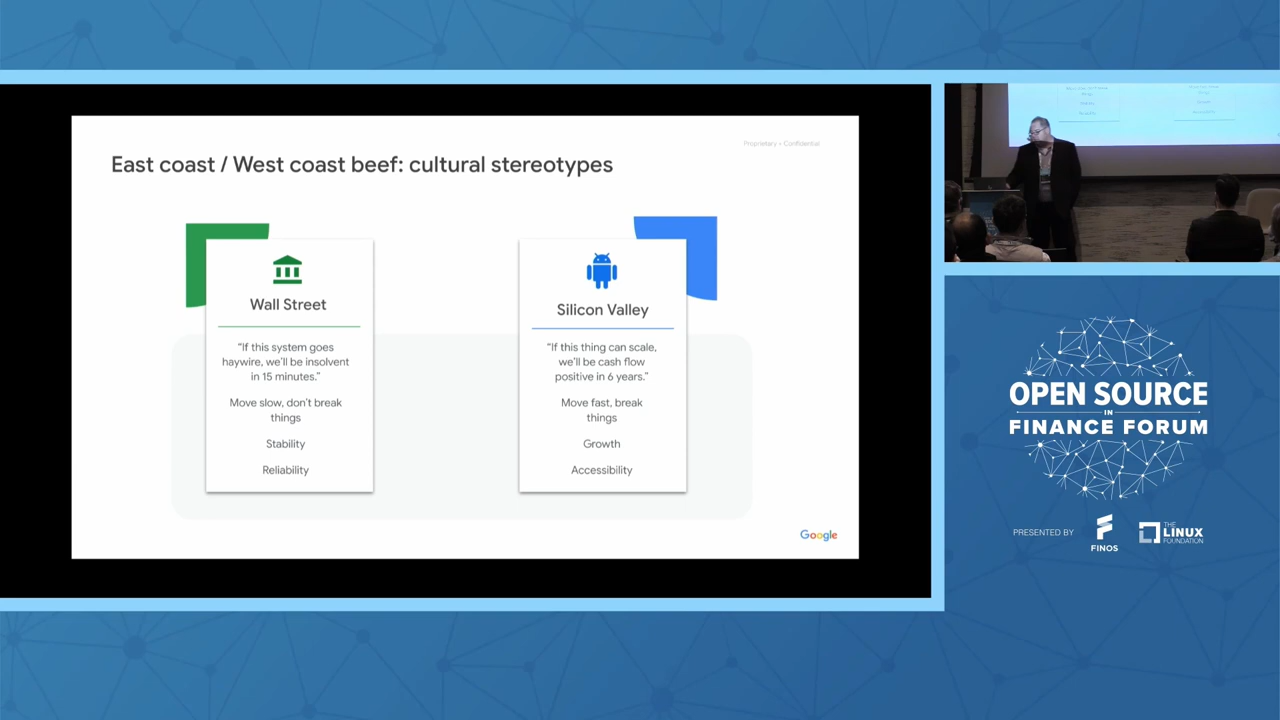 Proprietary + Confidential
East coast / West coast beef: cultural stereotypes
Wall Street
"If this system goes
haywire, we'll be insolvent
in 15 minutes."
Move slow, don't break
things
Stability
Reliability
Silicon Valley
"If this thing can scale,
we'll be cash flow
positive in 6 years."
Move fast, break
things
Growth
Accessibility
Google
OPEN SOURCE
IN
FINANCE FORUM
PRESENTED BY
FINOS
THE
LINUX
FOUNDATION